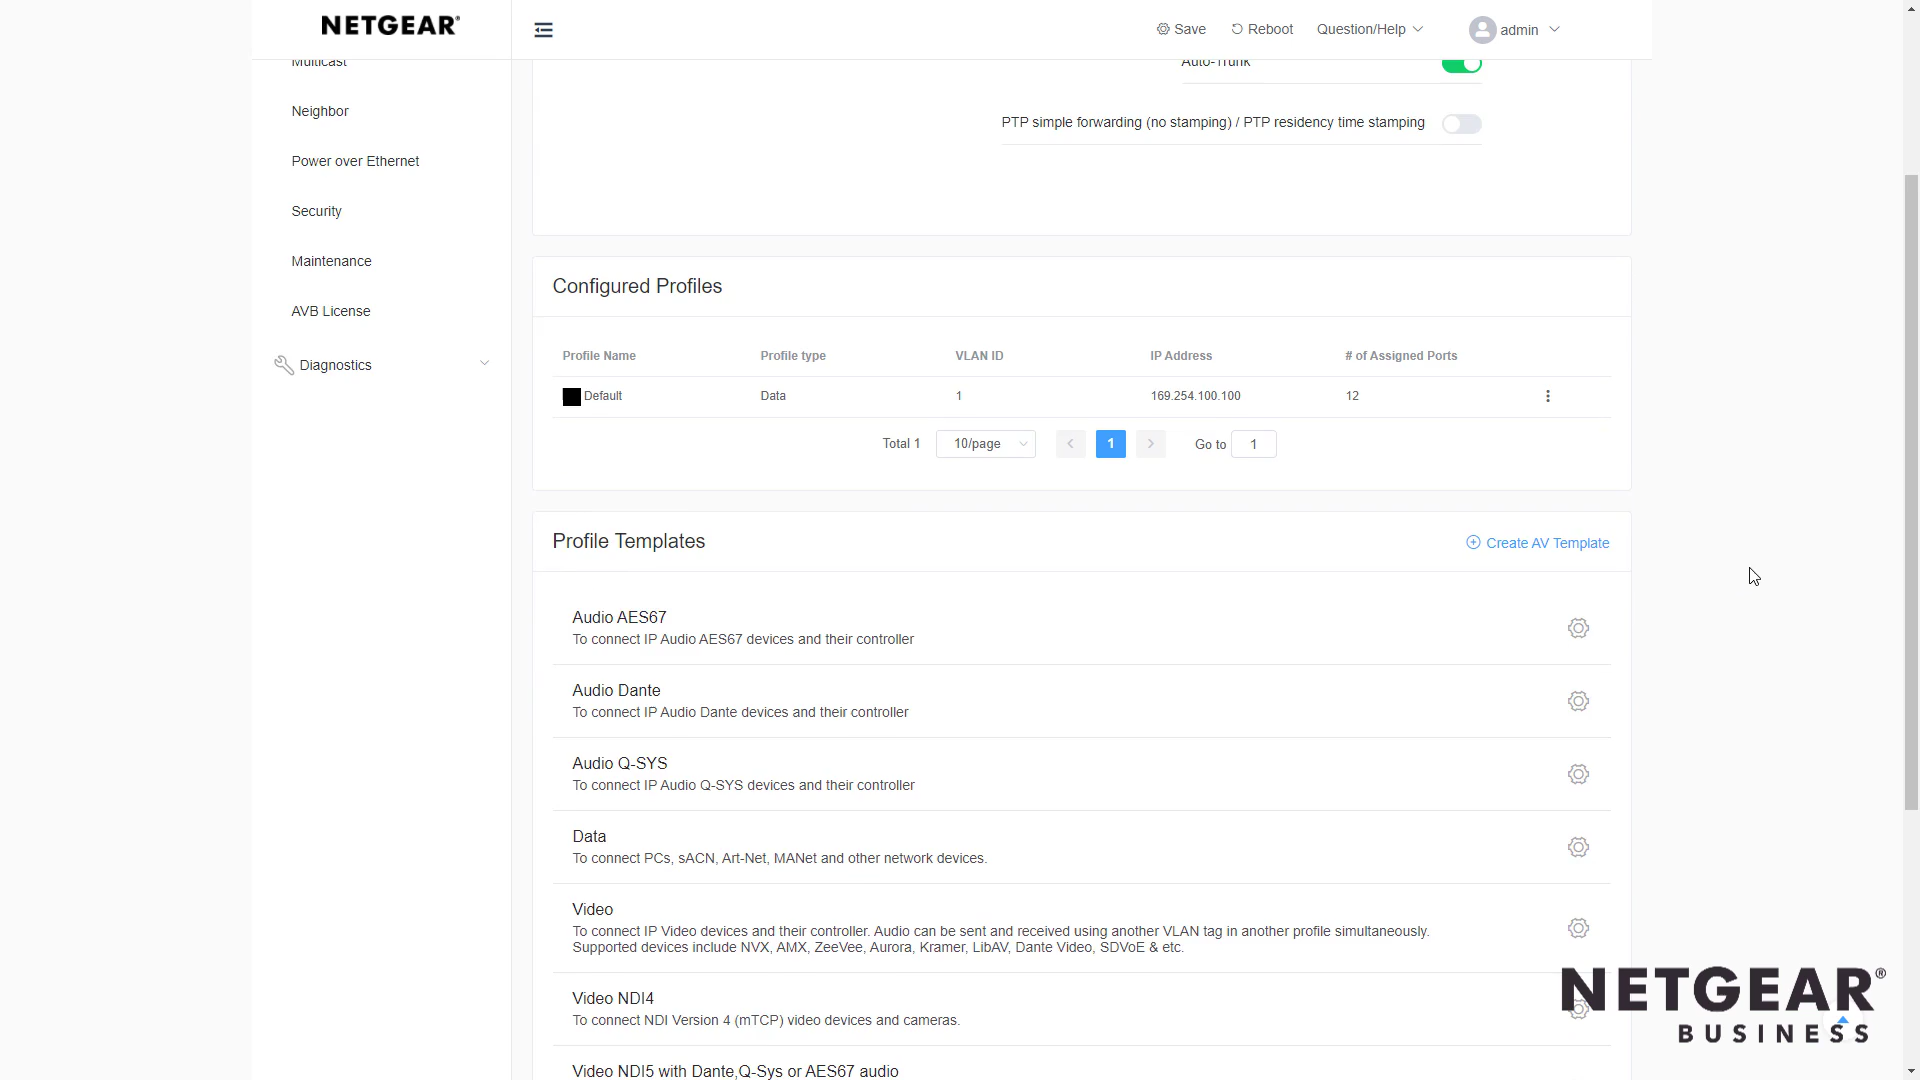 NETGEAR®
Save
Reboot
Question/Help
admin
Multicast
Neighbor
Power over Ethernet
Security
Maintenance
AVB License
Diagnostics
Auto-Trunk
PTP simple forwarding (no stamping) / PTP residency time stamping
Configured Profiles
Profile Name Profile type VLAN ID IP Address # of Assigned Ports
Default Data 1 169.254.100.100 12
Total 1 10/page 1 Go to 1
Profile Templates
Create AV Template
Audio AES67
To connect IP Audio AES67 devices and their controller
Audio Dante
To connect IP Audio Dante devices and their controller
Audio Q-SYS
To connect IP Audio Q-SYS devices and their controller
Data
To connect PCs, sACN, Art-Net, MANet and other network devices.
Video
To connect IP Video devices and their controller. Audio can be sent and received using another VLAN tag in another profile simultaneously.
Supported devices include NVX, AMX, ZeeVee, Aurora, Kramer, LibAV, Dante Video, SDVoE & etc.
Video NDI4
To connect NDI Version 4 (mTCP) video devices and cameras.
Video NDI5 with Dante,Q-Sys or AES67 audio
NETGEAR®
BUSINESS